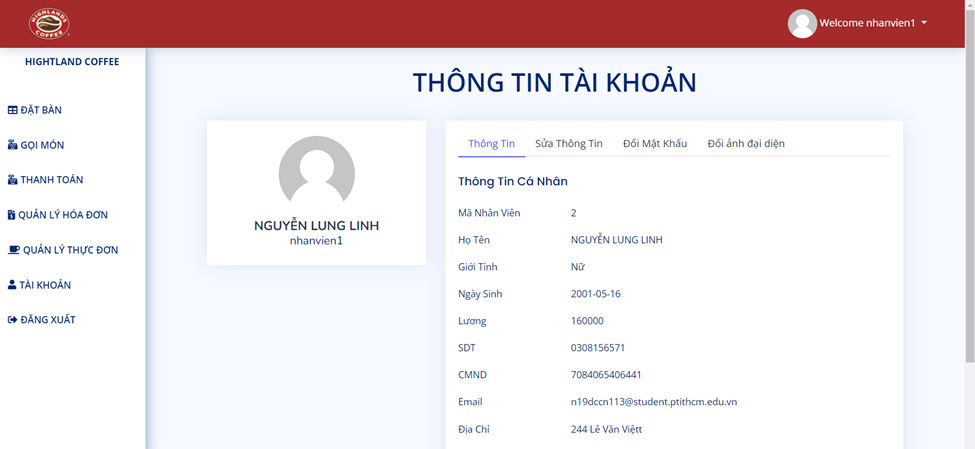 HIGHLANDS COFFEE
Welcome nhanvien1
HIGHTLAND COFFEE
ĐẶT BÀN
GỌI MÓN
THANH TOÁN
QUẢN LÝ HÓA ĐƠN
QUẢN LÝ THỰC ĐƠN
TÀI KHOẢN
ĐĂNG XUẤT
THÔNG TIN TÀI KHOẢN
NGUYỄN LUNG LINH
nhanvien1
Thông Tin Sửa Thông Tin Đổi Mật Khẩu Đổi ảnh đại diện
Thông Tin Cá Nhân
Mã Nhân Viên 2
Họ Tên NGUYỄN LUNG LINH
Giới Tính Nữ
Ngày Sinh 2001-05-16
Lương 160000
SDT 0308156571
CMND 7084065406441
Email n19dccn113@student.ptithcm.edu.vn
Địa Chỉ 244 Lê Văn Việtt